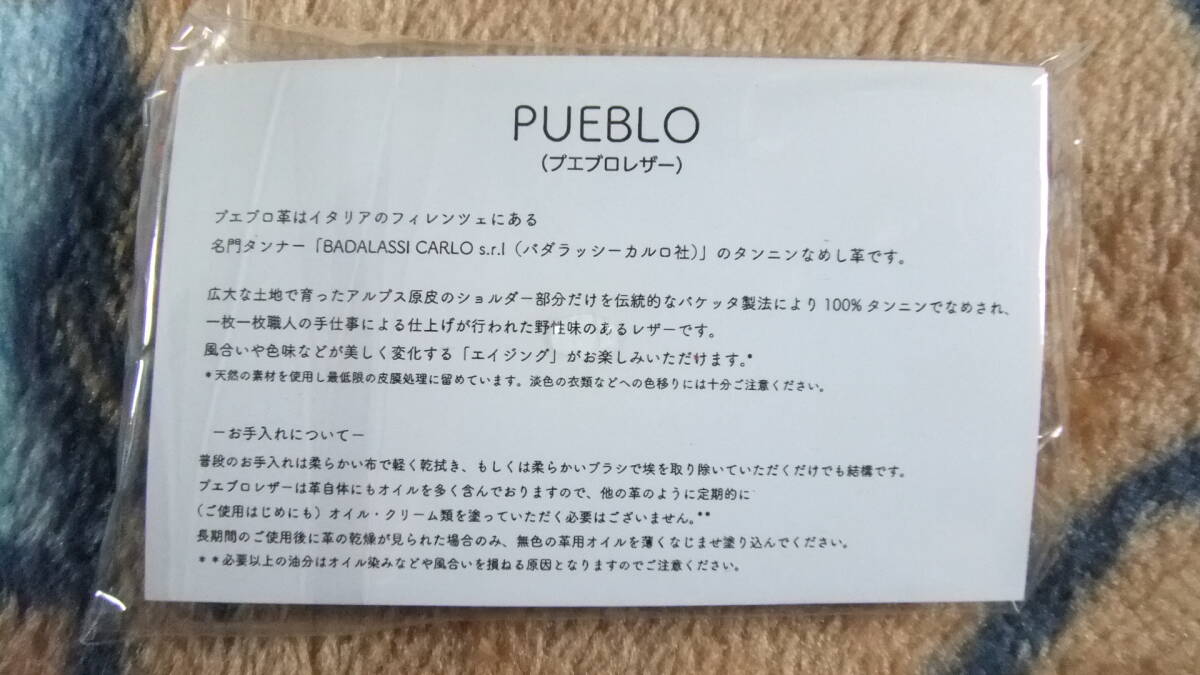 PUEBLO
(プエブロレザー)
プエブロ革はイタリアのフィレンツェにある
名門タンナー「BADALASSI CARLO s.r.l（バダラッシーカルロ社）」のタンニンなめし革です。
広大な土地で育ったアルプス原皮のショルダー部分だけを伝統的なバケッタ製法により 100% タンニンでなめされ、
一枚一枚職人の手仕事による仕上げが行われた野性味のあるレザーです。
風合いや色味などが美しく変化する「エイジング」がお楽しみいただけます。*
*天然の素材を使用し最低限の皮膜処理に留めています。淡色の衣類などへの色移りには十分ご注意ください。
－お手入れについて－
普段のお手入れは柔らかい布で軽く乾拭き、もしくは柔らかいブラシで埃を取り除いていただくだけでも結構です。
プエブロレザーは革自体にもオイルを多く含んでおりますので、他の革のように定期的に
（ご使用はじめにも）オイル・クリーム類を塗っていただく必要はございません。**
長期間のご使用後に革の乾燥が見られた場合のみ、無色の革用オイルを薄くなじませ塗り込んでください。
**必要以上の油分はオイル染みなどや風合いを損ねる原因となりますのでご注意ください。